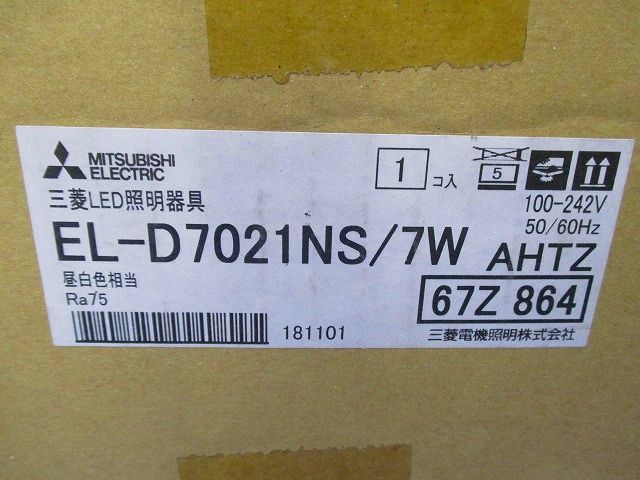 MITSUBISHI
ELECTRIC
1 コ入
5
三菱LED照明器具
100-242V
50/60Hz
EL-D7021NS/7W AHTZ
昼白色相当
Ra75
67Z 864
181101
三菱電機照明株式会社